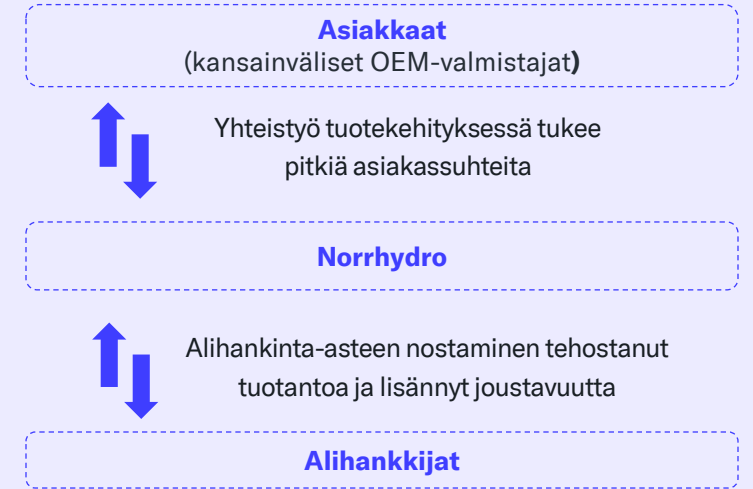 Asiakkaat
(kansainväliset OEM-valmistajat)
Yhteistyö tuotekehityksessä tukee
pitkiä asiakassuhteita
Norrhydro
Alihankinta-asteen nostaminen tehostanut
tuotantoa ja lisännyt joustavuutta
Alihankkijat